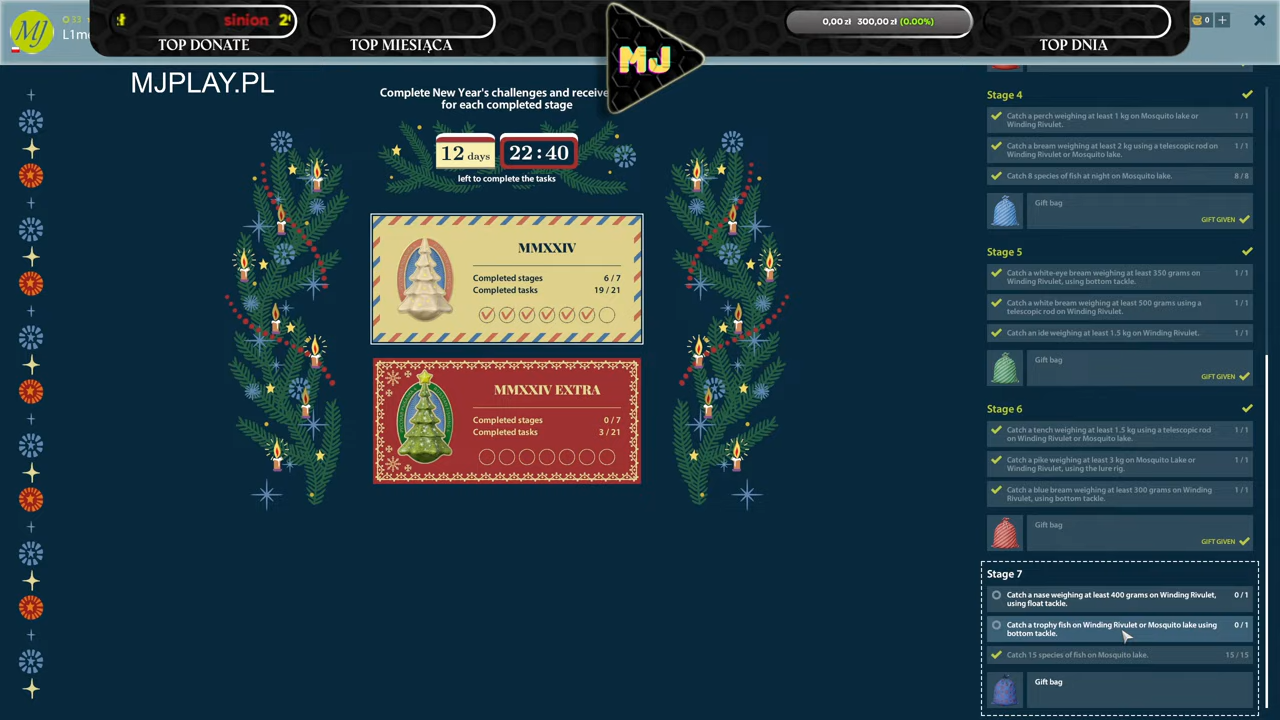 MJ
33
L1m
ł
sinion
TOP DONATE
TOP MIESIĄCA
MJ
0,00 zł 300,00 zł (0.00%)
TOP DNIA
0
+
MJPLAY.PL
Complete New Year's challenges and receive
for each completed stage
12 days
22:40
left to complete the tasks
MMXXIV
Completed stages 6 / 7
Completed tasks 19 / 21
MMXXIV EXTRA
Completed stages 0 / 7
Completed tasks 3 / 21
Stage 4
Catch a perch weighing at least 1 kg on Mosquito lake or 1 / 1
Winding Rivulet.
Catch a bream weighing at least 2 kg using a telescopic rod on 1 / 1
Winding Rivulet or Mosquito lake.
Catch 8 species of fish at night on Mosquito lake. 8 / 8
Gift bag
GIFT GIVEN
Stage 5
Catch a white-eye bream weighing at least 350 grams on 1 / 1
Winding Rivulet, using bottom tackle.
Catch a white bream weighing at least 500 grams using a 1 / 1
telescopic rod on Winding Rivulet or Mosquito lake.
Catch an ide weighing at least 1.5 kg on Winding Rivulet. 1 / 1
Gift bag
GIFT GIVEN
Stage 6
Catch a tench weighing at least 1.5 kg using a telescopic rod 1 / 1
on Winding Rivulet or Mosquito lake.
Catch a pike weighing at least 3 kg on Mosquito Lake or 1 / 1
Winding Rivulet, using the lure rig.
Catch a blue bream weighing at least 300 grams on Winding 1 / 1
Rivulet, using bottom tackle.
Gift bag
GIFT GIVEN
Stage 7
Catch a nase weighing at least 400 grams on Winding Rivulet, 0 / 1
using float tackle.
Catch a trophy fish on Winding Rivulet or Mosquito lake using 0 / 1
bottom tackle.
Catch 15 species of fish on Mosquito lake. 15 / 15
Gift bag